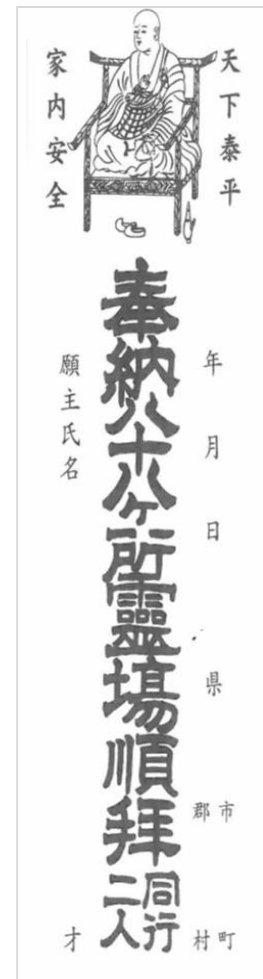 天下泰平
家内安全
年 月 日 県 市町
郡村
奉納八十八ヶ所霊場順拝
同行
二人
願主氏名 才